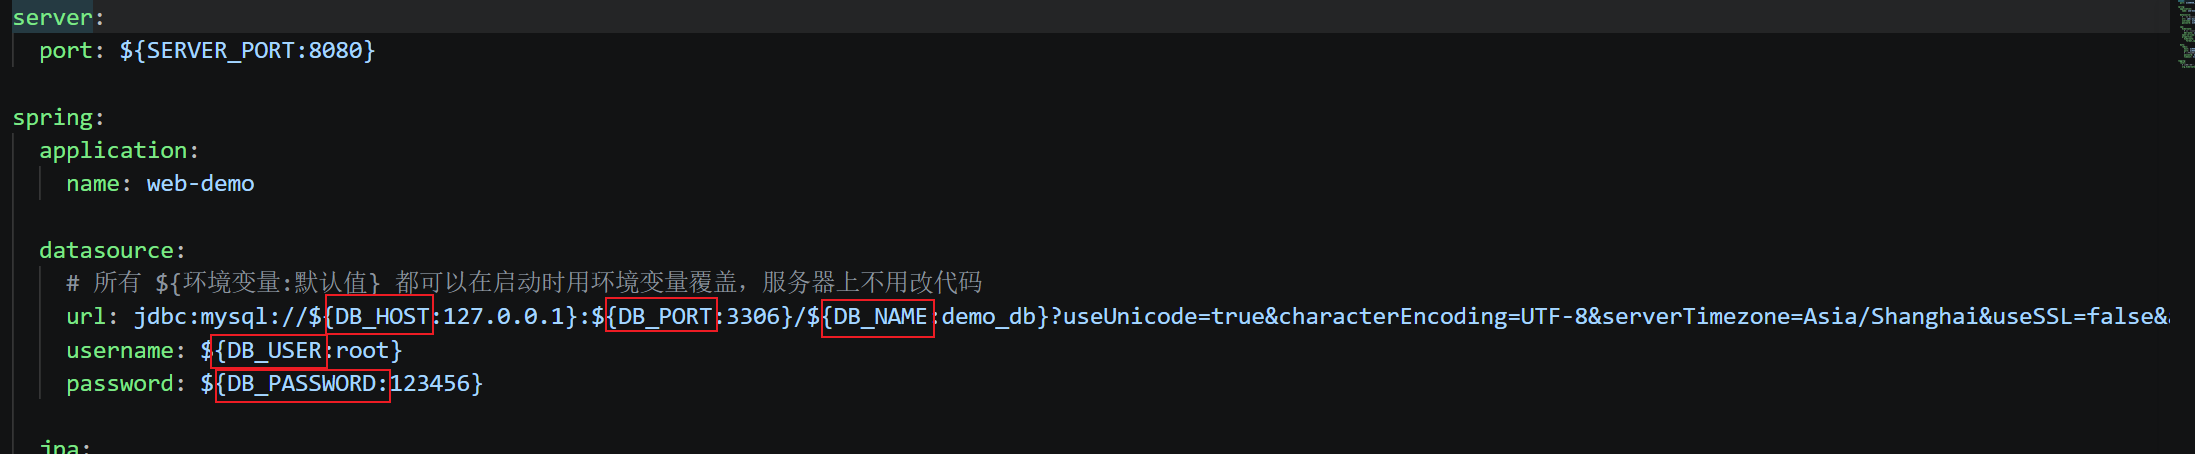 server:
port: ${SERVER_PORT:8080}
spring:
application:
name: web-demo
datasource:
# 所有 ${环境变量:默认值} 都可以在启动时用环境变量覆盖，服务器上不用改代码
url: jdbc:mysql://${DB_HOST:127.0.0.1}:${DB_PORT:3306}/${DB_NAME:demo_db}?useUnicode=true&characterEncoding=UTF-8&serverTimezone=Asia/Shanghai&useSSL=false&
username: ${DB_USER:root}
password: ${DB_PASSWORD:123456}
jpa: